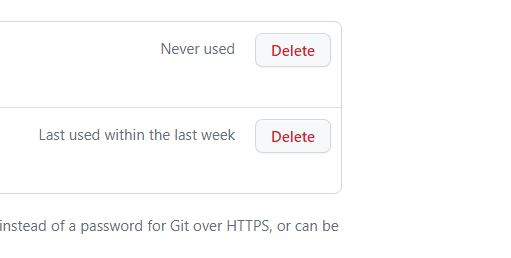 Never used
Delete
Last used within the last week
Delete
instead of a password for Git over HTTPS, or can be